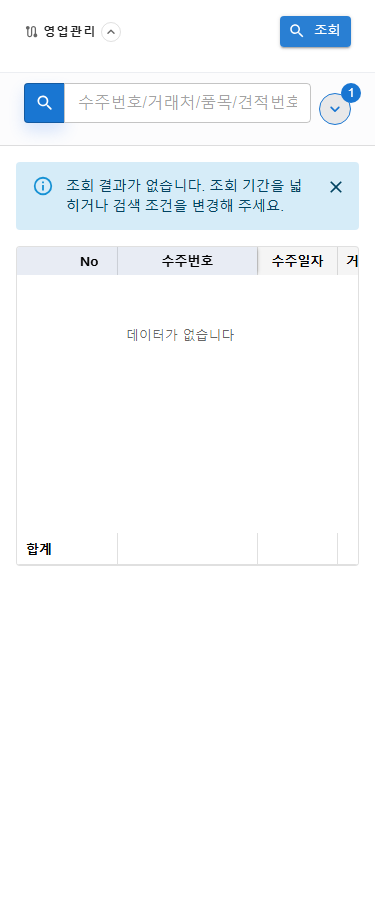 영업관리
조회
수주번호/거래처/품목/견적번호
1
조회 결과가 없습니다. 조회 기간을 넓
히거나 검색 조건을 변경해 주세요.
No 수주번호 수주일자 거
데이터가 없습니다
합계